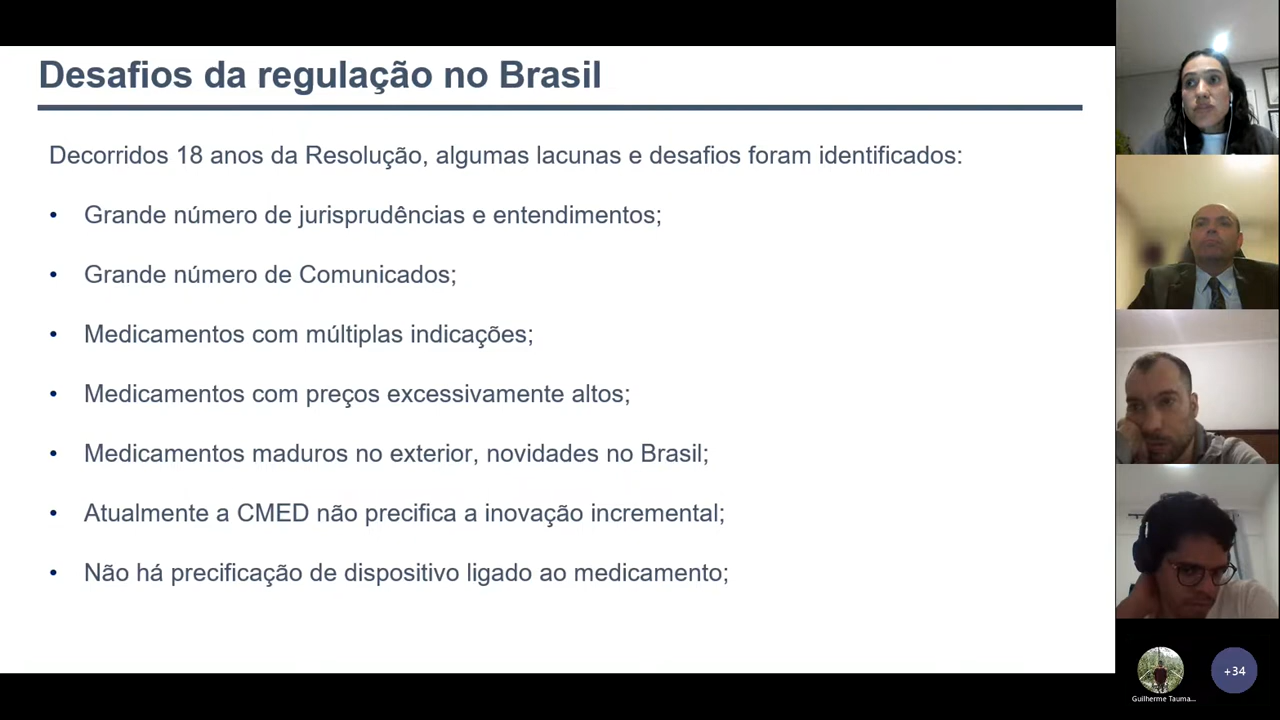 Desafios da regulação no Brasil
Decorridos 18 anos da Resolução, algumas lacunas e desafios foram identificados:
• Grande número de jurisprudências e entendimentos;
• Grande número de Comunicados;
• Medicamentos com múltiplas indicações;
• Medicamentos com preços excessivamente altos;
• Medicamentos maduros no exterior, novidades no Brasil;
• Atualmente a CMED não precifica a inovação incremental;
• Não há precificação de dispositivo ligado ao medicamento;
+34
Guilherme Tauma...